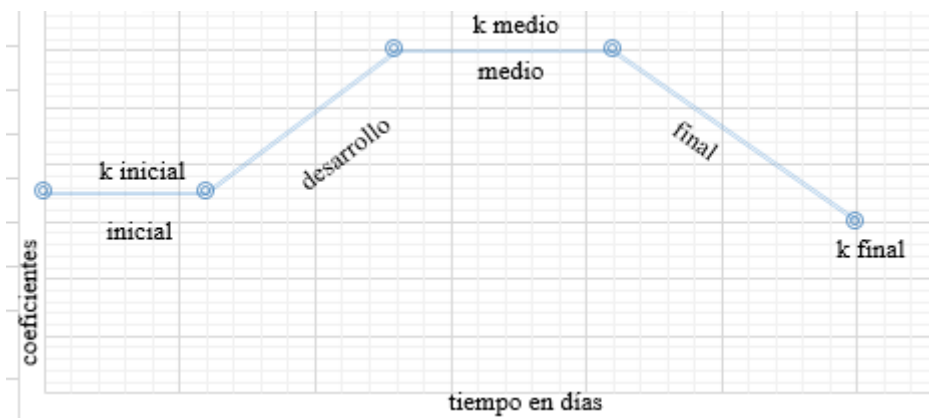 k medio
medio
desarrollo
final
k inicial
inicial
k final
coeficientes
tiempo en días